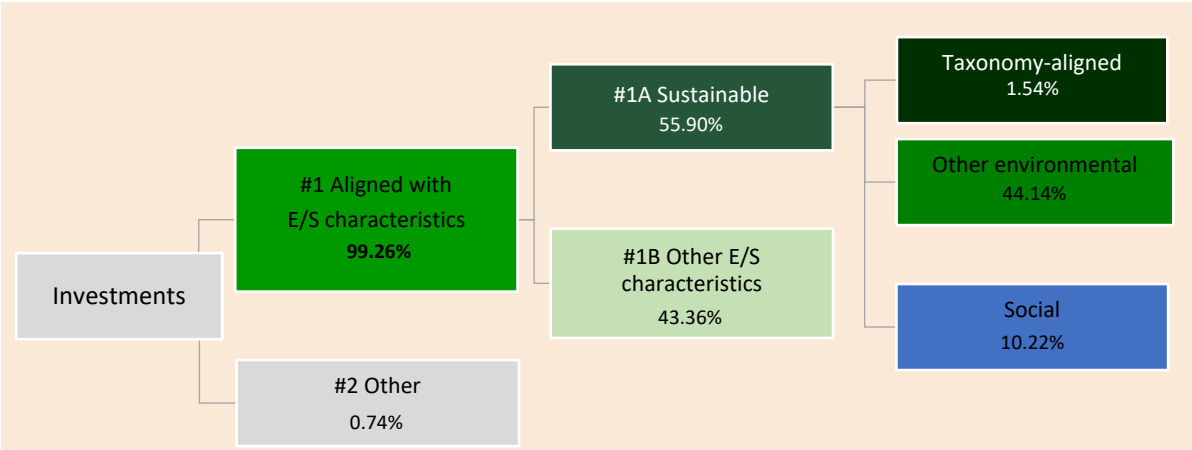 Investments
#1 Aligned with
E/S characteristics
99.26%
#2 Other
0.74%
#1A Sustainable
55.90%
#1B Other E/S
characteristics
43.36%
Taxonomy-aligned
1.54%
Other environmental
44.14%
Social
10.22%